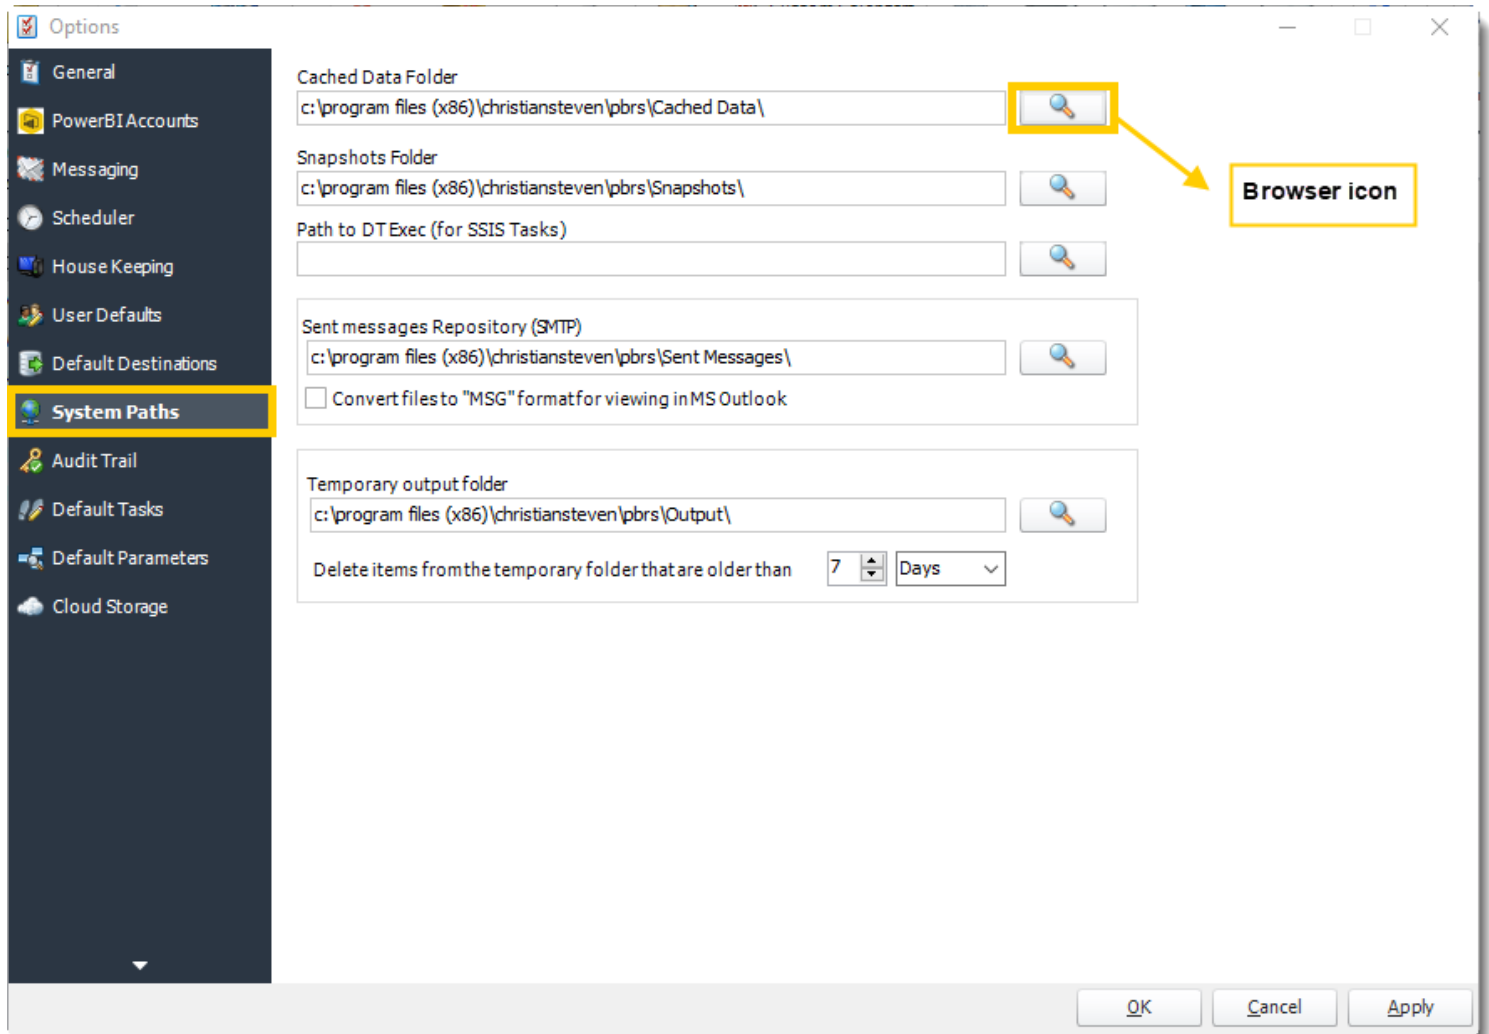 Options
General
PowerBI Accounts
Messaging
Scheduler
House Keeping
User Defaults
Default Destinations
System Paths
Audit Trail
Default Tasks
Default Parameters
Cloud Storage
Cached Data Folder
c:\program files (x86)\christiansteven\pbrs\Cached Data\
Browser icon
Snapshots Folder
c:\program files (x86)\christiansteven\pbrs\Snapshots\
Path to DTExec (for SSIS Tasks)
Sent messages Repository (SMTP)
c:\program files (x86)\christiansteven\pbrs\Sent Messages\
Convert files to "MSG" format for viewing in MS Outlook
Temporary output folder
c:\program files (x86)\christiansteven\pbrs\Output\
Delete items from the temporary folder that are older than 7 Days
OK Cancel Apply